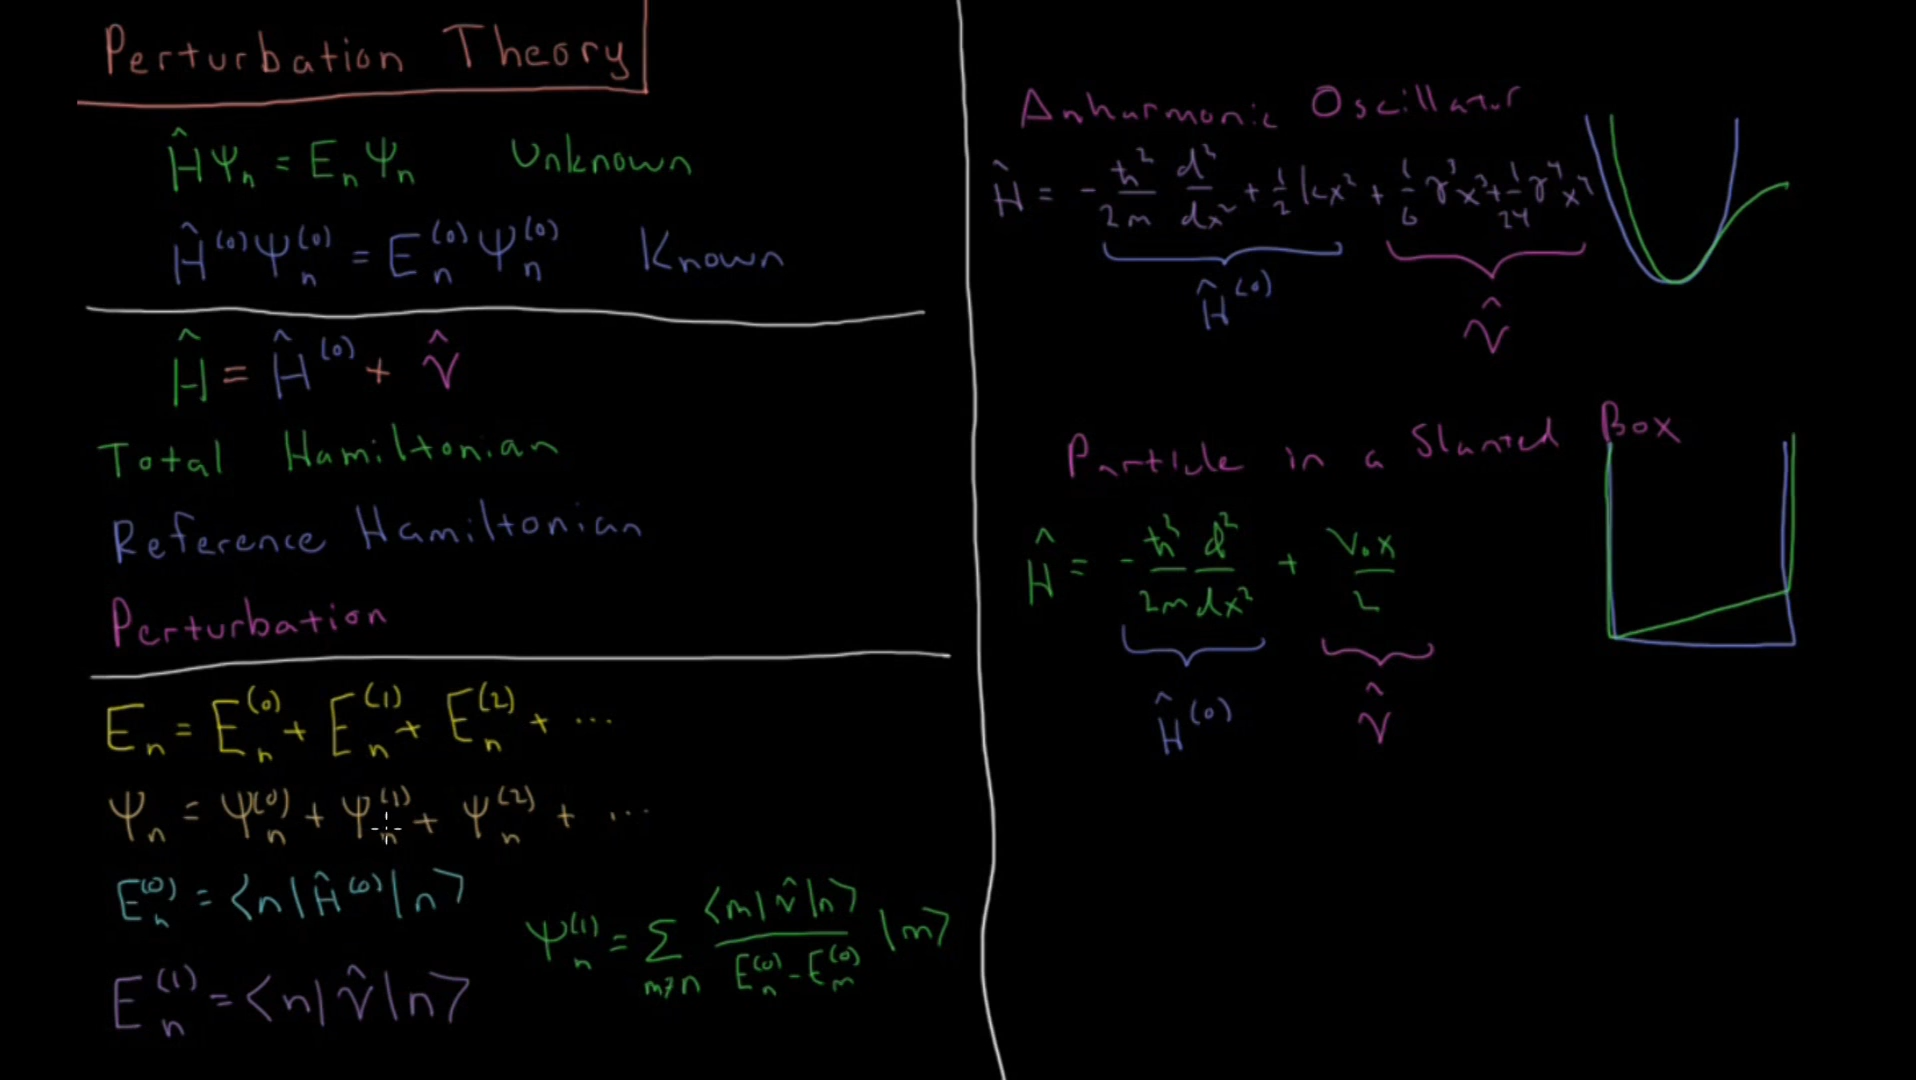 Perturbation Theory
Ĥψₙ = Eₙψₙ Unknown
Ĥ⁽⁰⁾ψₙ⁽⁰⁾ = Eₙ⁽⁰⁾ψₙ⁽⁰⁾ Known
Ĥ = Ĥ⁽⁰⁾ + V̂
Total Hamiltonian
Reference Hamiltonian
Perturbation
Eₙ = Eₙ⁽⁰⁾ + Eₙ⁽¹⁾ + Eₙ⁽²⁾ + ...
ψₙ = ψₙ⁽⁰⁾ + ψₙ⁽¹⁾ + ψₙ⁽²⁾ + ...
Eₙ⁽⁰⁾ = ⟨n|Ĥ⁽⁰⁾|n⟩
Eₙ⁽¹⁾ = ⟨n|V̂|n⟩
ψₙ⁽¹⁾ = Σ_{m≠n} ⟨m|V̂|n⟩ / (Eₙ⁽⁰⁾ - Eₘ⁽⁰⁾) |m⟩
Anharmonic Oscillator
Ĥ = -ħ²/2m d²/dx² + 1/2 kx² + 1/6 γ³x³ + 1/24 γ⁴x⁴
Ĥ⁽⁰⁾ V̂
Particle in a Slanted Box
Ĥ = -ħ²/2m d²/dx² + V₀x/2
Ĥ⁽⁰⁾ V̂